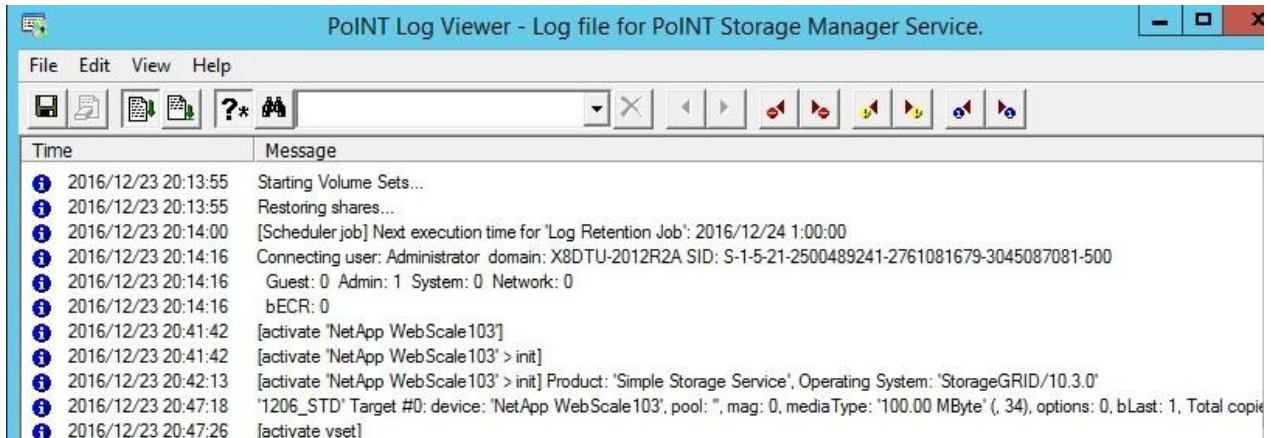 PoINT Log Viewer - Log file for PoINT Storage Manager Service.
File Edit View Help
Time Message
2016/12/23 20:13:55 Starting Volume Sets...
2016/12/23 20:13:55 Restoring shares...
2016/12/23 20:14:00 [Scheduler job] Next execution time for 'Log Retention Job': 2016/12/24 1:00:00
2016/12/23 20:14:16 Connecting user: Administrator domain: X8DTU-2012R2A SID: S-1-5-21-2500489241-2761081679-3045087081-500
2016/12/23 20:14:16 Guest: 0 Admin: 1 System: 0 Network: 0
2016/12/23 20:14:16 bECR: 0
2016/12/23 20:41:42 [activate 'NetApp WebScale103']
2016/12/23 20:41:42 [activate 'NetApp WebScale103' > init]
2016/12/23 20:42:13 [activate 'NetApp WebScale103' > init] Product: 'Simple Storage Service', Operating System: 'StorageGRID/10.3.0'
2016/12/23 20:47:18 '1206_STD' Target #0: device: 'NetApp WebScale103', pool: '', mag: 0, mediaType: '100.00 MByte' (, 34), options: 0, bLast: 1, Total copie
2016/12/23 20:47:26 [activate vset]